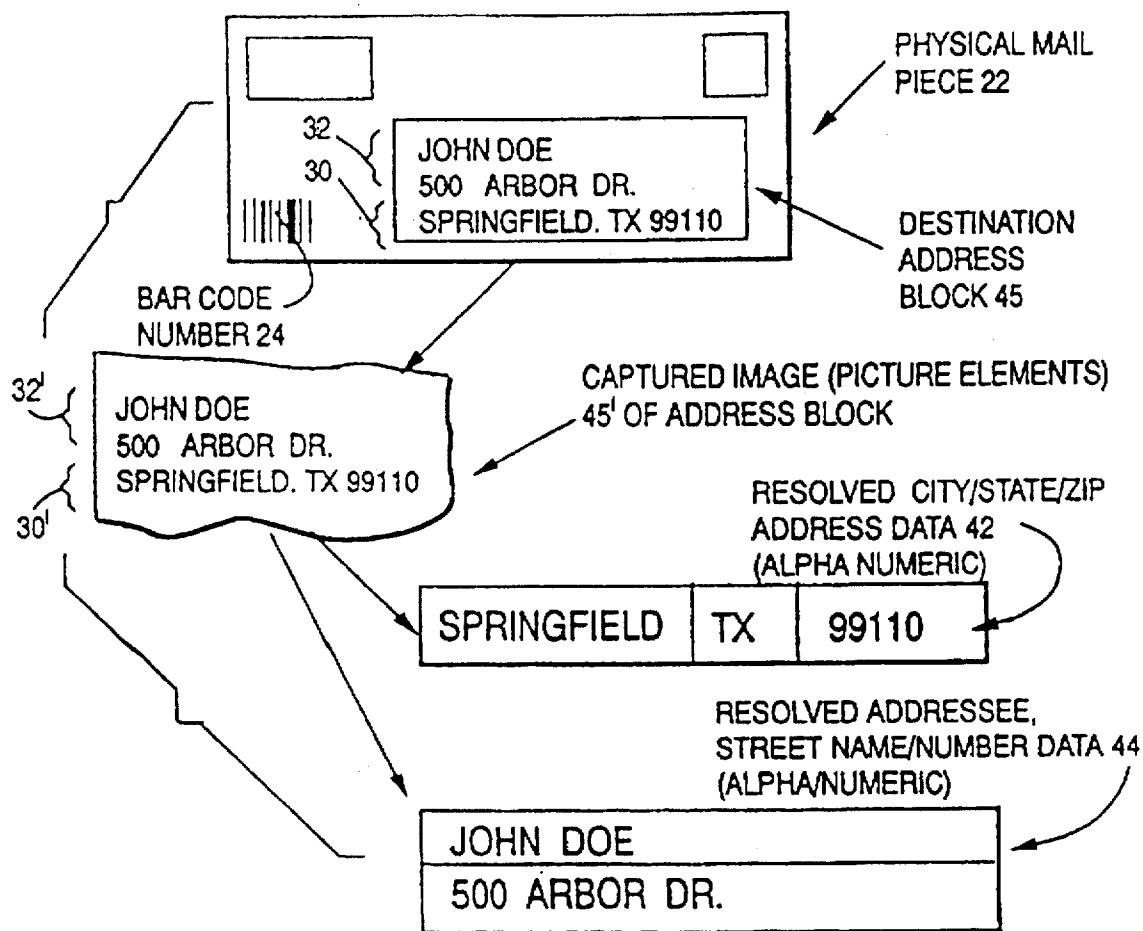 PHYSICAL MAIL
PIECE 22
32
30
JOHN DOE
500 ARBOR DR.
SPRINGFIELD. TX 99110
DESTINATION
ADDRESS
BLOCK 45
BAR CODE
NUMBER 24
32'
30'
JOHN DOE
500 ARBOR DR.
SPRINGFIELD. TX 99110
CAPTURED IMAGE (PICTURE ELEMENTS)
45' OF ADDRESS BLOCK
RESOLVED CITY/STATE/ZIP
ADDRESS DATA 42
(ALPHA NUMERIC)
SPRINGFIELD TX 99110
RESOLVED ADDRESSEE,
STREET NAME/NUMBER DATA 44
(ALPHA/NUMERIC)
JOHN DOE
500 ARBOR DR.